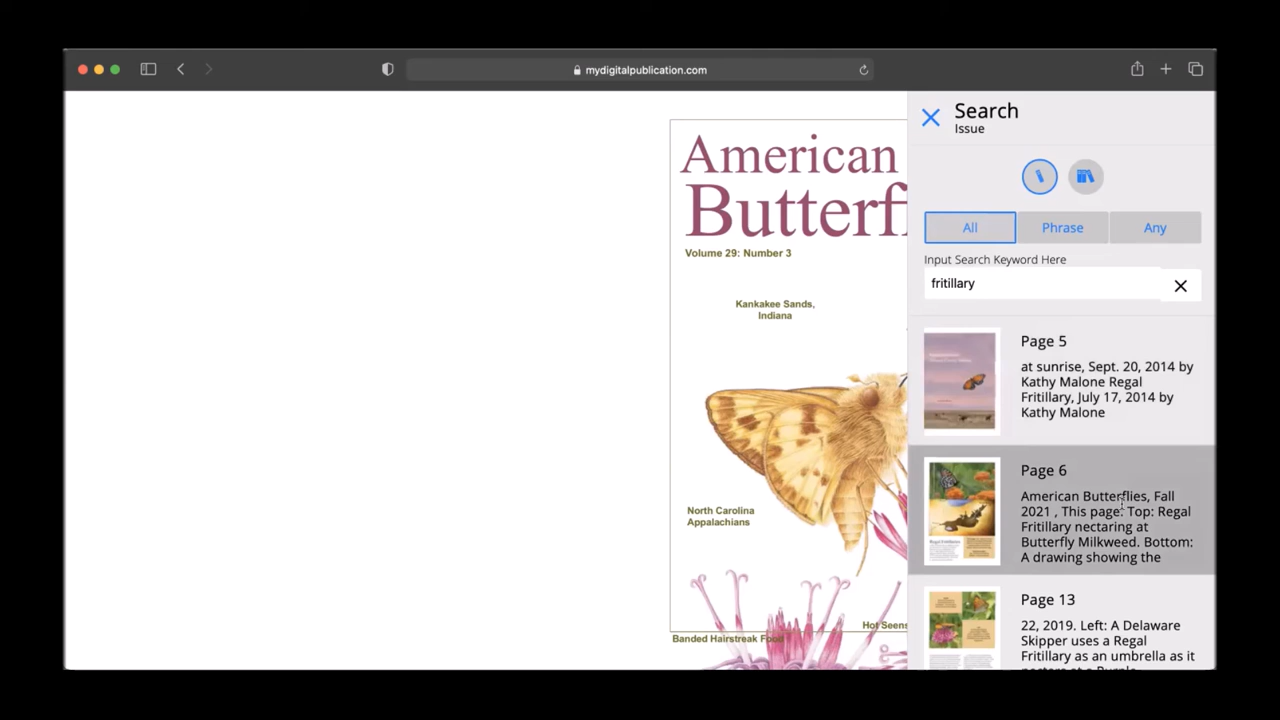 mydigitalpublication.com
American
Butterf
Volume 29: Number 3
Kankakee Sands,
Indiana
North Carolina
Appalachians
Banded Hairstreak Food
Hot Seens
Search
Issue
All
Phrase
Any
Input Search Keyword Here
fritillary
Page 5
at sunrise, Sept. 20, 2014 by
Kathy Malone Regal
Fritillary, July 17, 2014 by
Kathy Malone
Page 6
American Butterflies, Fall
2021 , This page: Top: Regal
Fritillary nectaring at
Butterfly Milkweed. Bottom:
A drawing showing the
Page 13
22, 2019. Left: A Delaware
Skipper uses a Regal
Fritillary as an umbrella as it
nectars at a Purple